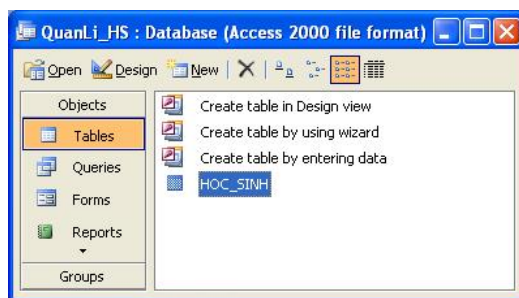 QuanLi_HS : Database (Access 2000 file format)
Open Design New
Objects
Tables
Queries
Forms
Reports
Groups
Create table in Design view
Create table by using wizard
Create table by entering data
HOC_SINH